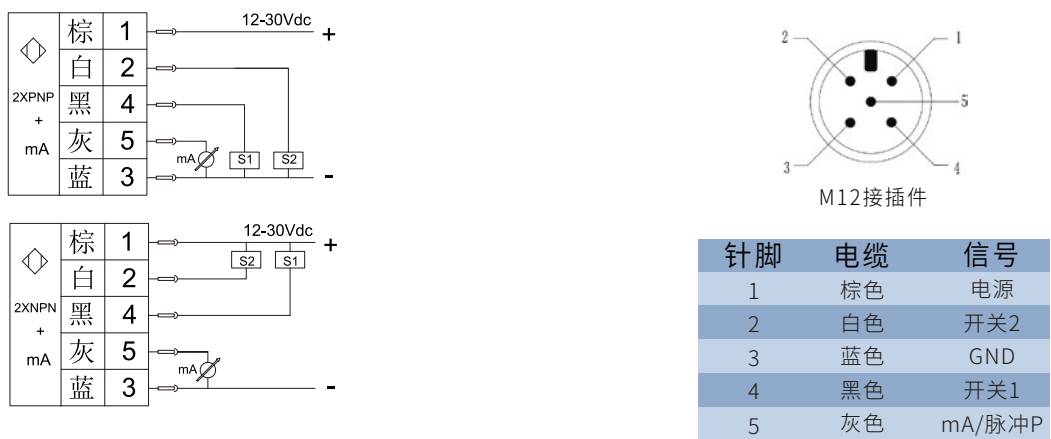 12-30Vdc
棕 1 +
白 2
2XPNP
+
mA
黑 4
灰 5
mA S1 S2
蓝 3 -
12-30Vdc
棕 1 +
S2 S1
白 2
2XNPN
+
mA
黑 4
灰 5
mA
蓝 3 -
2 1
5
3 4
M12接插件
针脚 电缆 信号
1 棕色 电源
2 白色 开关2
3 蓝色 GND
4 黑色 开关1
5 灰色 mA/脉冲P